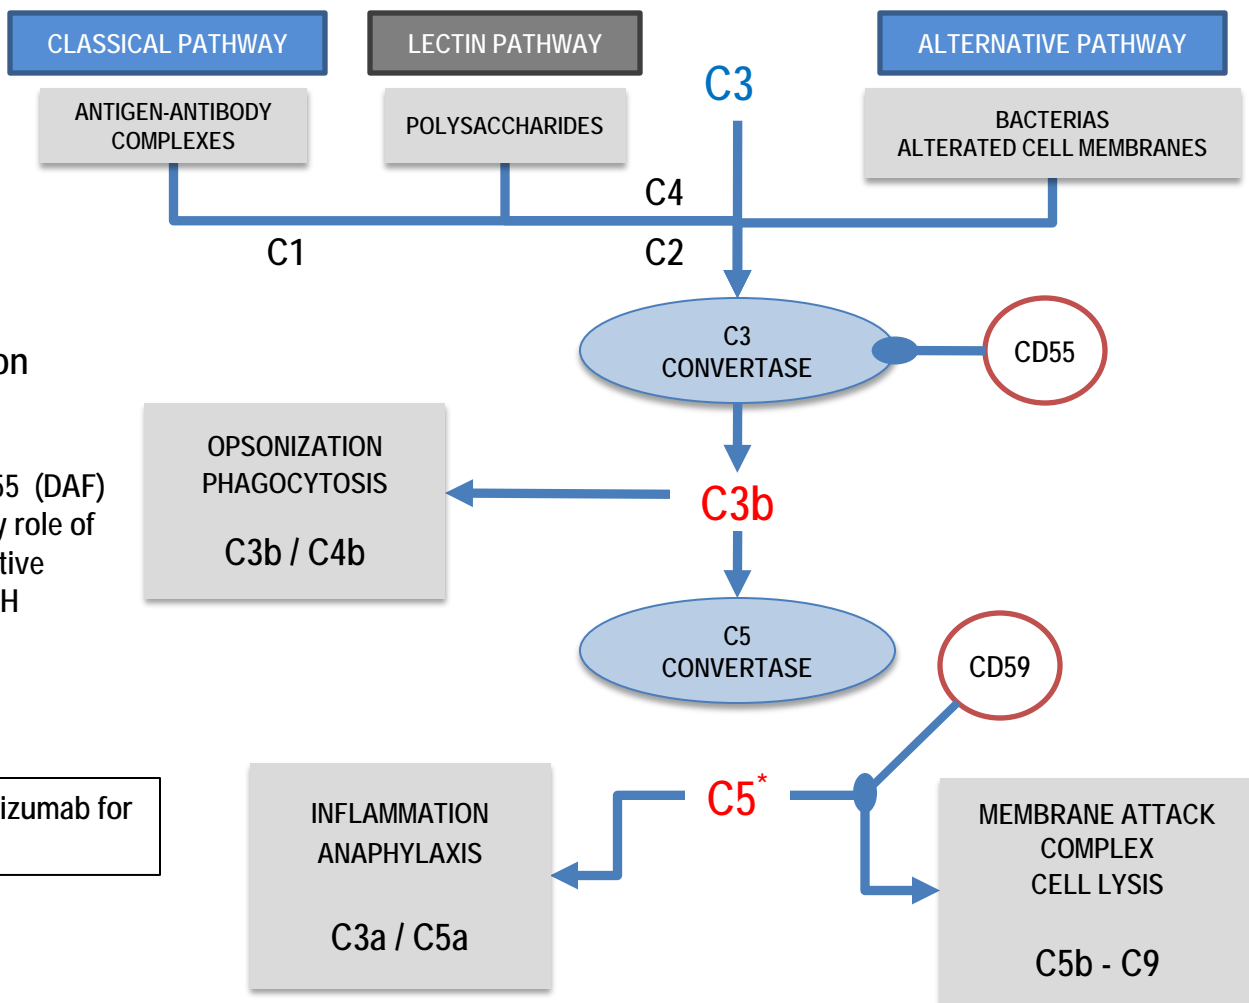 CLASSICAL PATHWAY
LECTIN PATHWAY
ALTERNATIVE PATHWAY
ANTIGEN-ANTIBODY
COMPLEXES
POLYSACCHARIDES
C3
BACTERIAS
ALTERATED CELL MEMBRANES
C4
C1
C2
C3
CONVERTASE
CD55
on
OPSONIZATION
PHAGOCYTOSIS
C3b / C4b
55 (DAF)
y role of
tive
H
C3b
C5
CONVERTASE
CD59
izumab for
INFLAMMATION
ANAPHYLAXIS
C3a / C5a
C5*
MEMBRANE ATTACK
COMPLEX
CELL LYSIS
C5b - C9